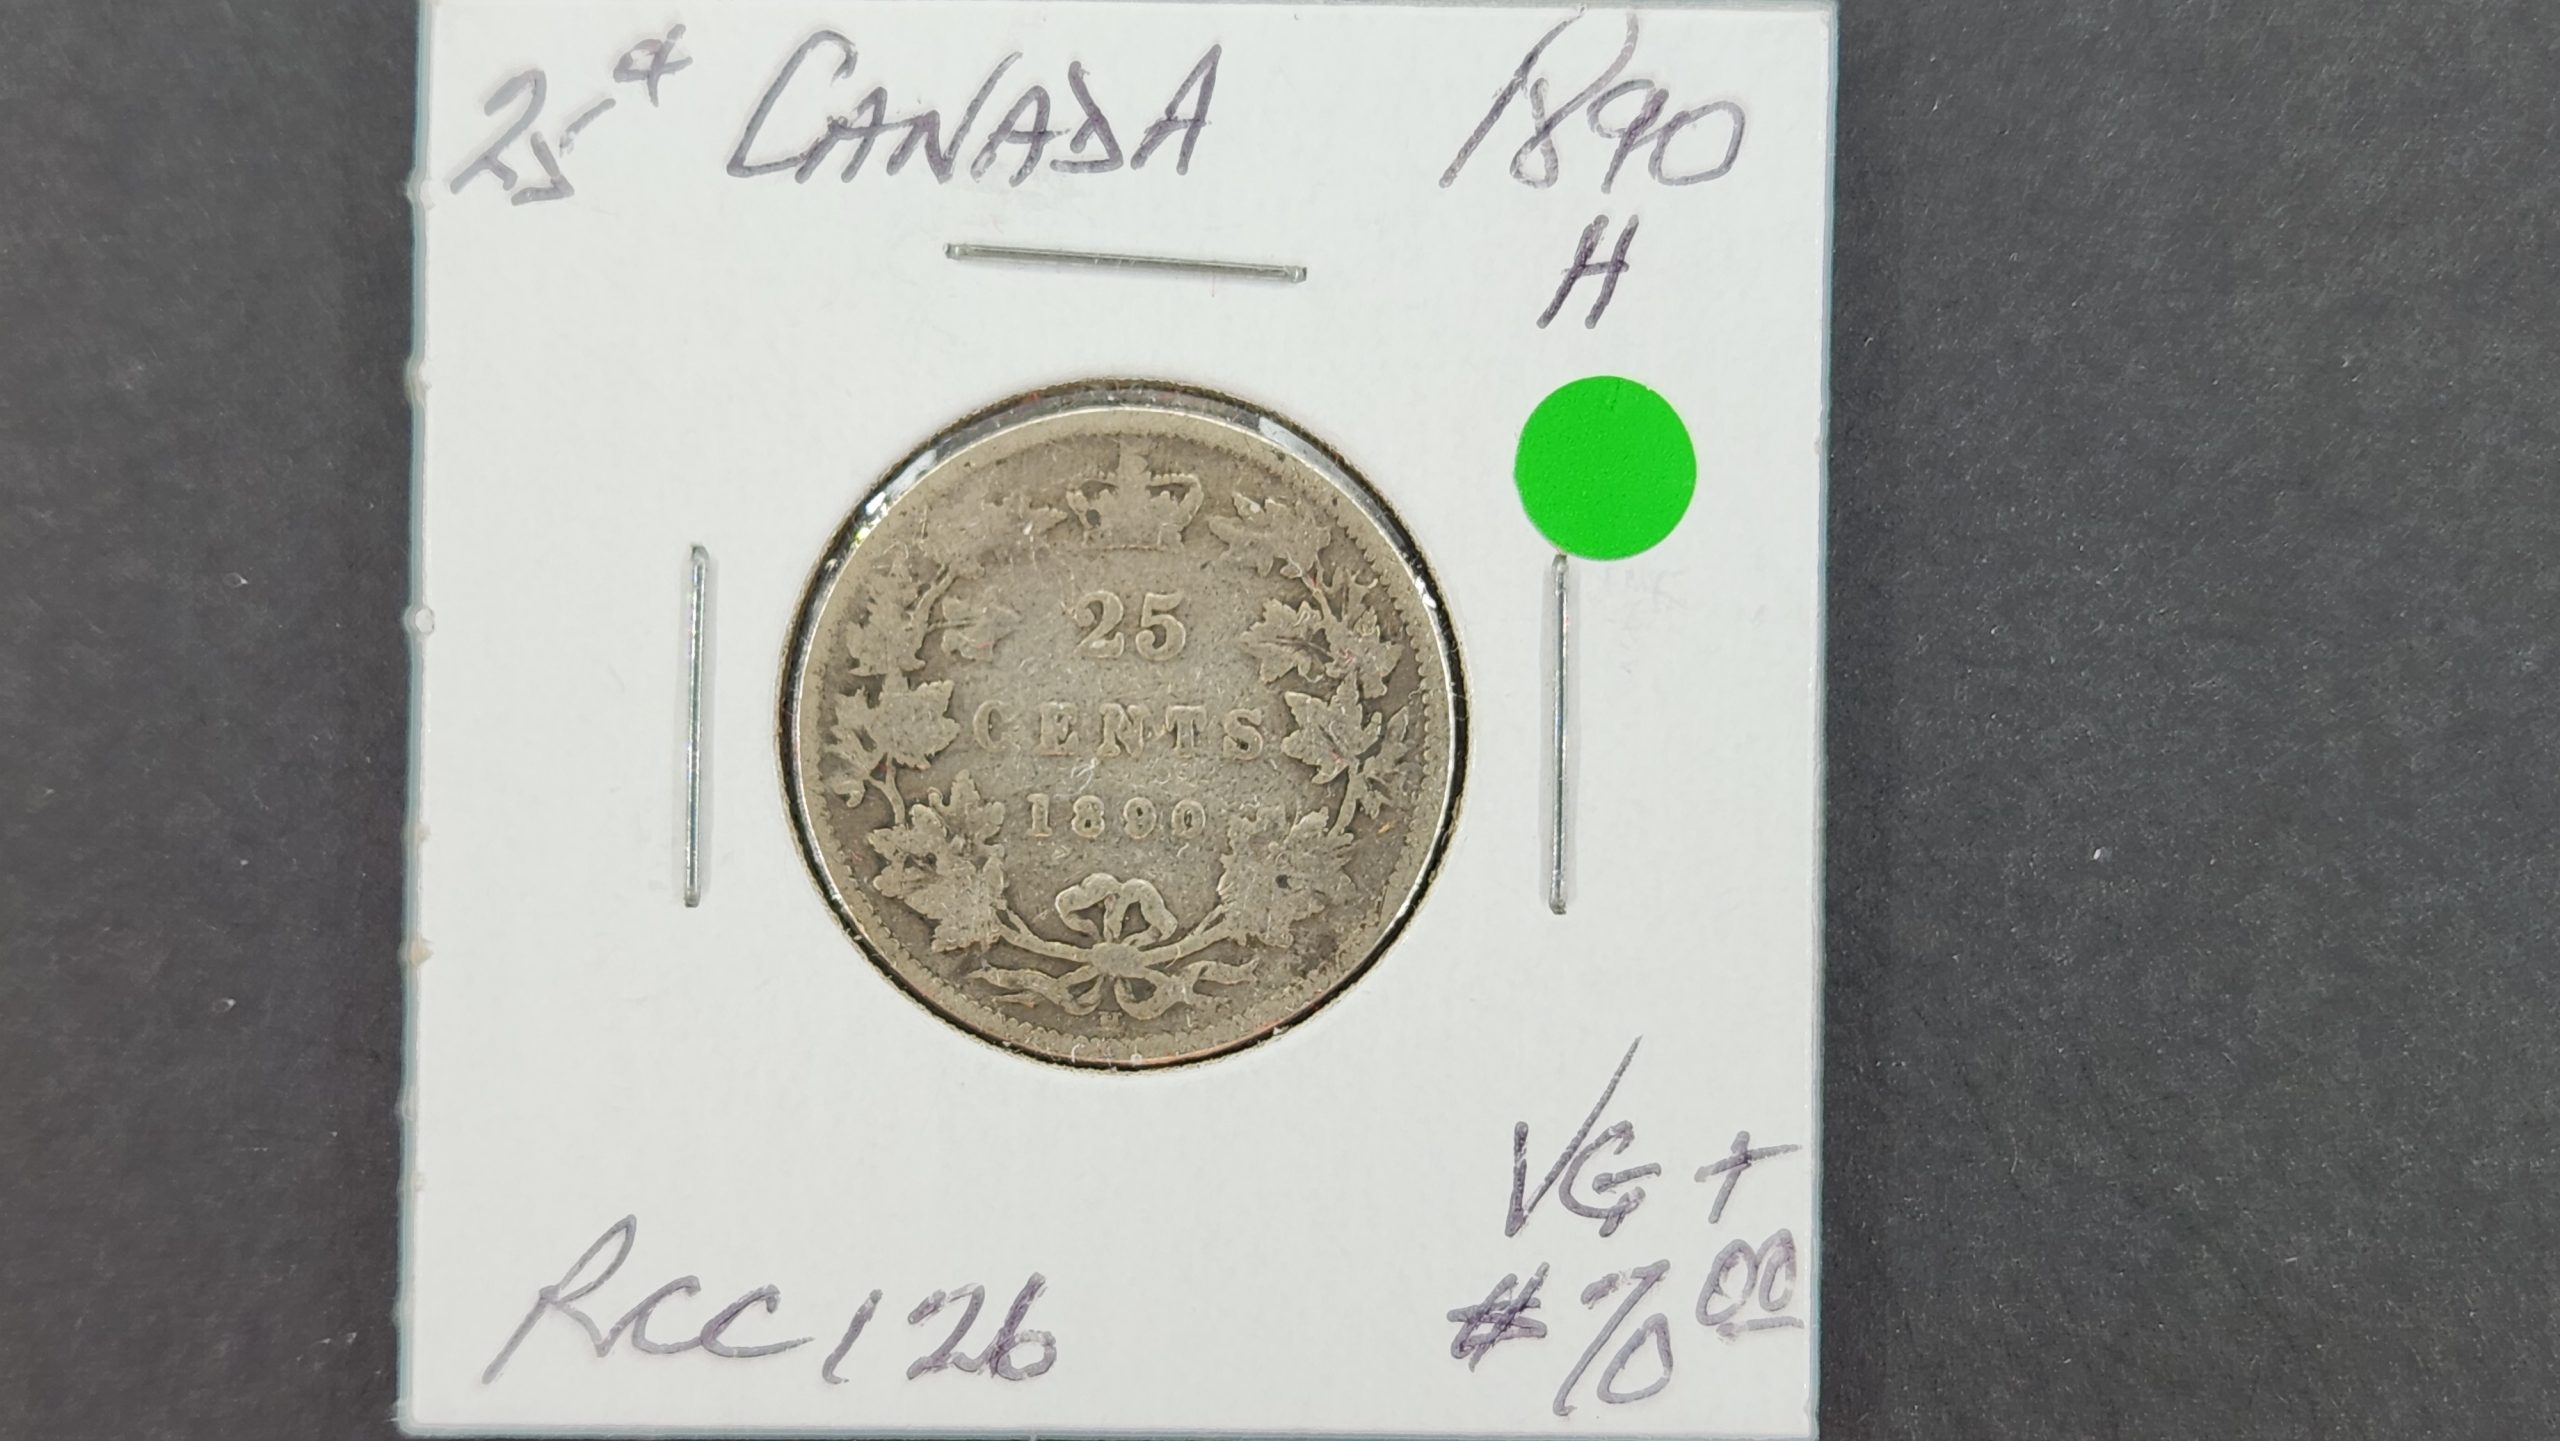 25¢ CANADA 1890
H
25
CENTS
1890
H
VG+
RCC126 $70.00